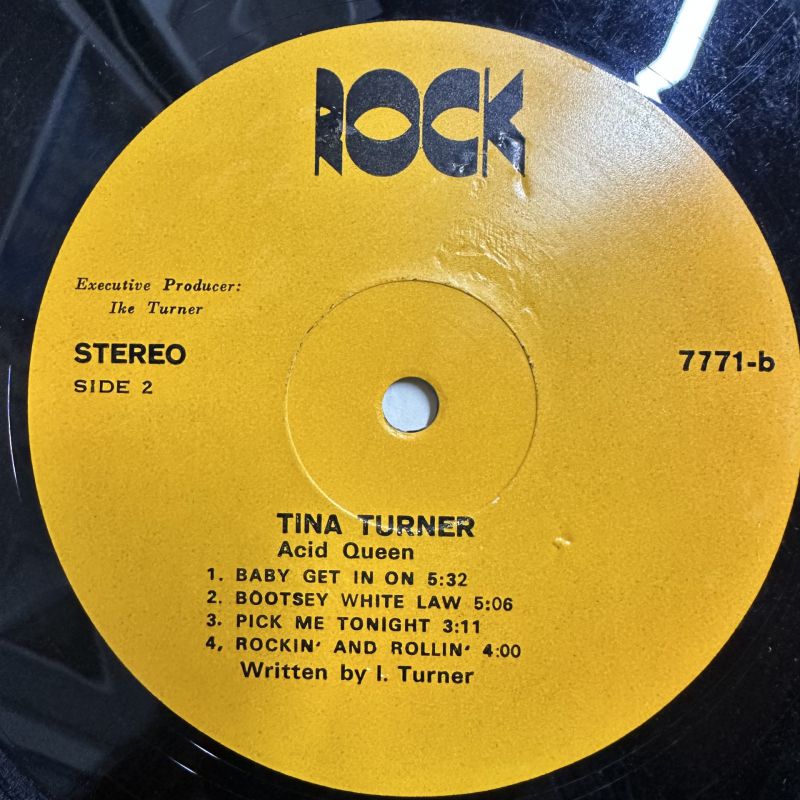 ROCK
Executive Producer:
Ike Turner
STEREO
SIDE 2
7771-b
TINA TURNER
Acid Queen
1. BABY GET IN ON 5:32
2. BOOTSEY WHITE LAW 5:06
3. PICK ME TONIGHT 3:11
4, ROCKIN' AND ROLLIN' 4:00
Written by I. Turner